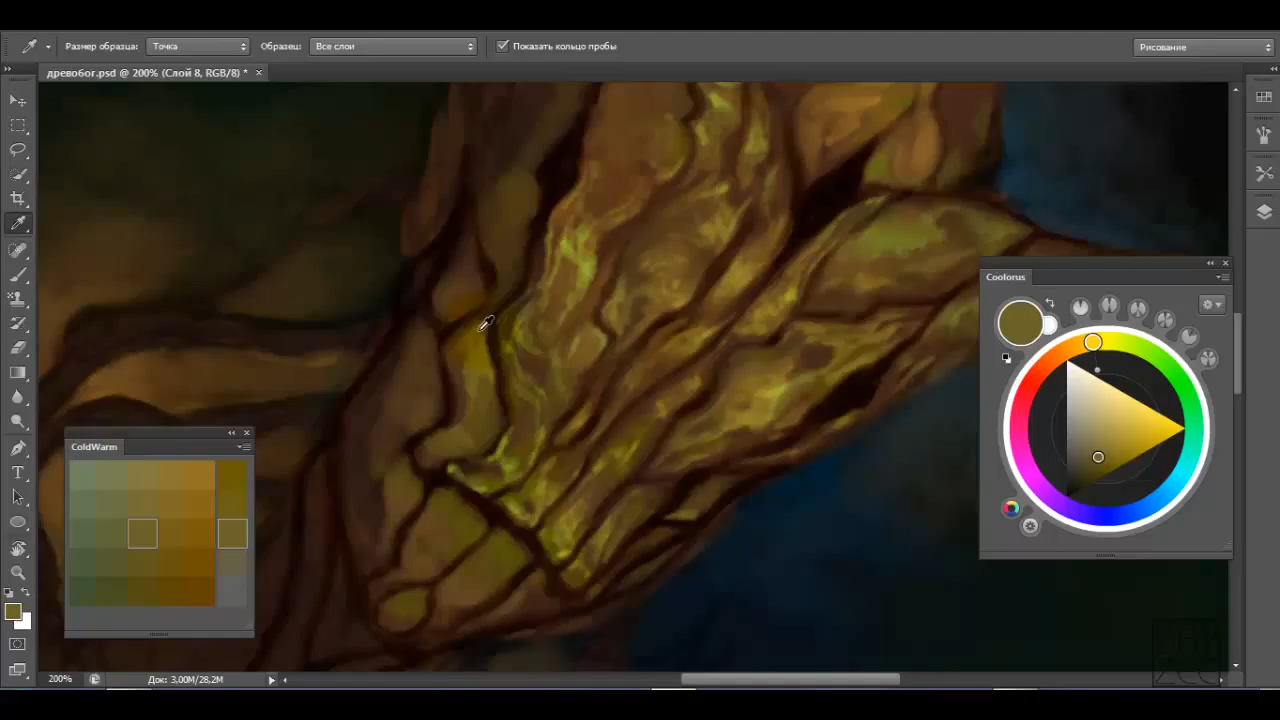 Размер образца: Точка Образец: Все слои Показать кольцо пробы Рисование
древобог.psd @ 200% (Слой 8, RGB/8) *
Coolorus
ColdWarm
200% Док: 3,00M/28,2M